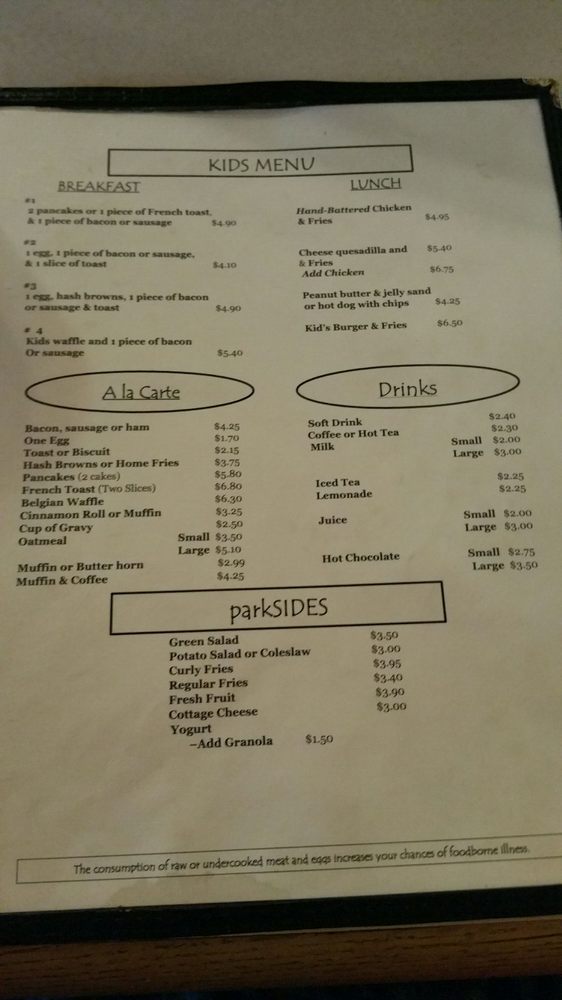 KIDS MENU
BREAKFAST
#1
2 pancakes or 1 piece of French toast,
& 1 piece of bacon or sausage $4.90
#2
1 egg, 1 piece of bacon or sausage,
& 1 slice of toast $4.10
#3
1 egg, hash browns, 1 piece of bacon
or sausage & toast $4.90
# 4
Kids waffle and 1 piece of bacon
Or sausage $5.40
LUNCH
Hand-Battered Chicken
& Fries $4.95
Cheese quesadilla and $5.40
& Fries
Add Chicken $6.75
Peanut butter & jelly sand
or hot dog with chips $4.25
Kid's Burger & Fries $6.50
A la Carte
Bacon, sausage or ham $4.25
One Egg $1.70
Toast or Biscuit $2.15
Hash Browns or Home Fries $3.75
Pancakes (2 cakes) $5.80
French Toast (Two Slices) $6.80
Belgian Waffle $6.30
Cinnamon Roll or Muffin $3.25
Cup of Gravy $2.50
Oatmeal Small $3.50
Large $5.10
Muffin or Butter horn $2.99
Muffin & Coffee $4.25
Drinks
Soft Drink $2.40
Coffee or Hot Tea $2.30
Milk Small $2.00
Large $3.00
Iced Tea $2.25
Lemonade $2.25
Juice Small $2.00
Large $3.00
Hot Chocolate Small $2.75
Large $3.50
parkSIDES
Green Salad $3.50
Potato Salad or Coleslaw $3.00
Curly Fries $3.95
Regular Fries $3.40
Fresh Fruit $3.90
Cottage Cheese $3.00
Yogurt
–Add Granola $1.50
The consumption of raw or undercooked meat and eggs increases your chances of foodborne illness.